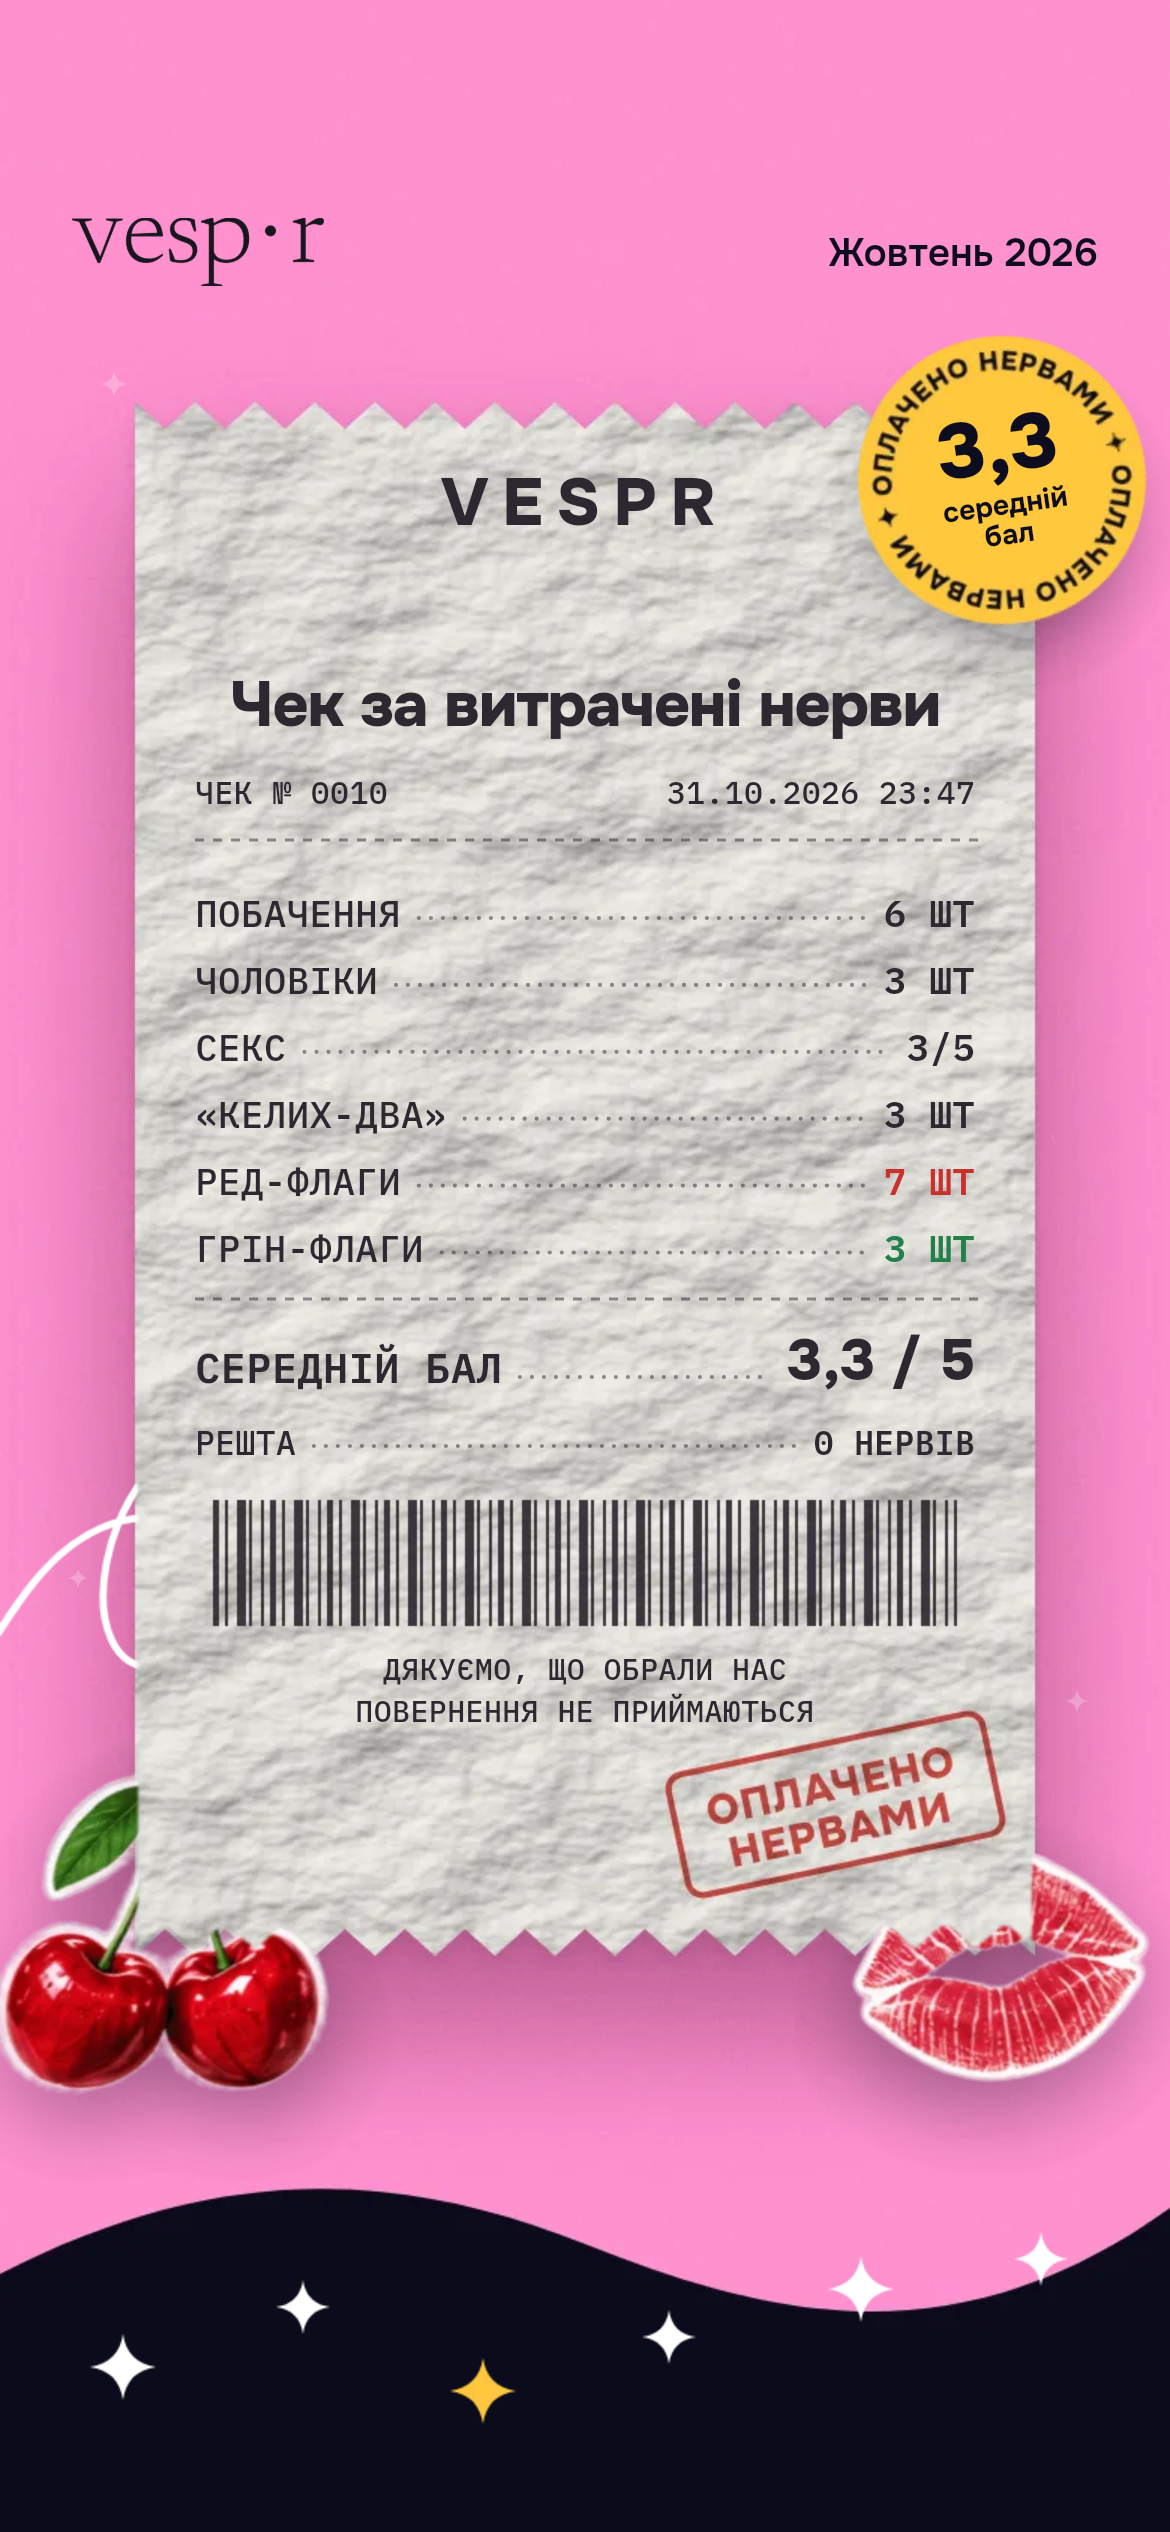 vesp·r
Жовтень 2026
ОПЛАЧЕНО НЕРВАМИ ✦ ОПЛАЧЕНО НЕРВАМИ ✦
3,3
середній
бал
VESPR
Чек за витрачені нерви
ЧЕК № 0010 31.10.2026 23:47
ПОБАЧЕННЯ 6 ШТ
ЧОЛОВІКИ 3 ШТ
СЕКС 3/5
«КЕЛИХ-ДВА» 3 ШТ
РЕД-ФЛАГИ 7 ШТ
ГРІН-ФЛАГИ 3 ШТ
СЕРЕДНІЙ БАЛ 3,3 / 5
РЕШТА 0 НЕРВІВ
ДЯКУЄМО, ЩО ОБРАЛИ НАС
ПОВЕРНЕННЯ НЕ ПРИЙМАЮТЬСЯ
ОПЛАЧЕНО
НЕРВАМИ